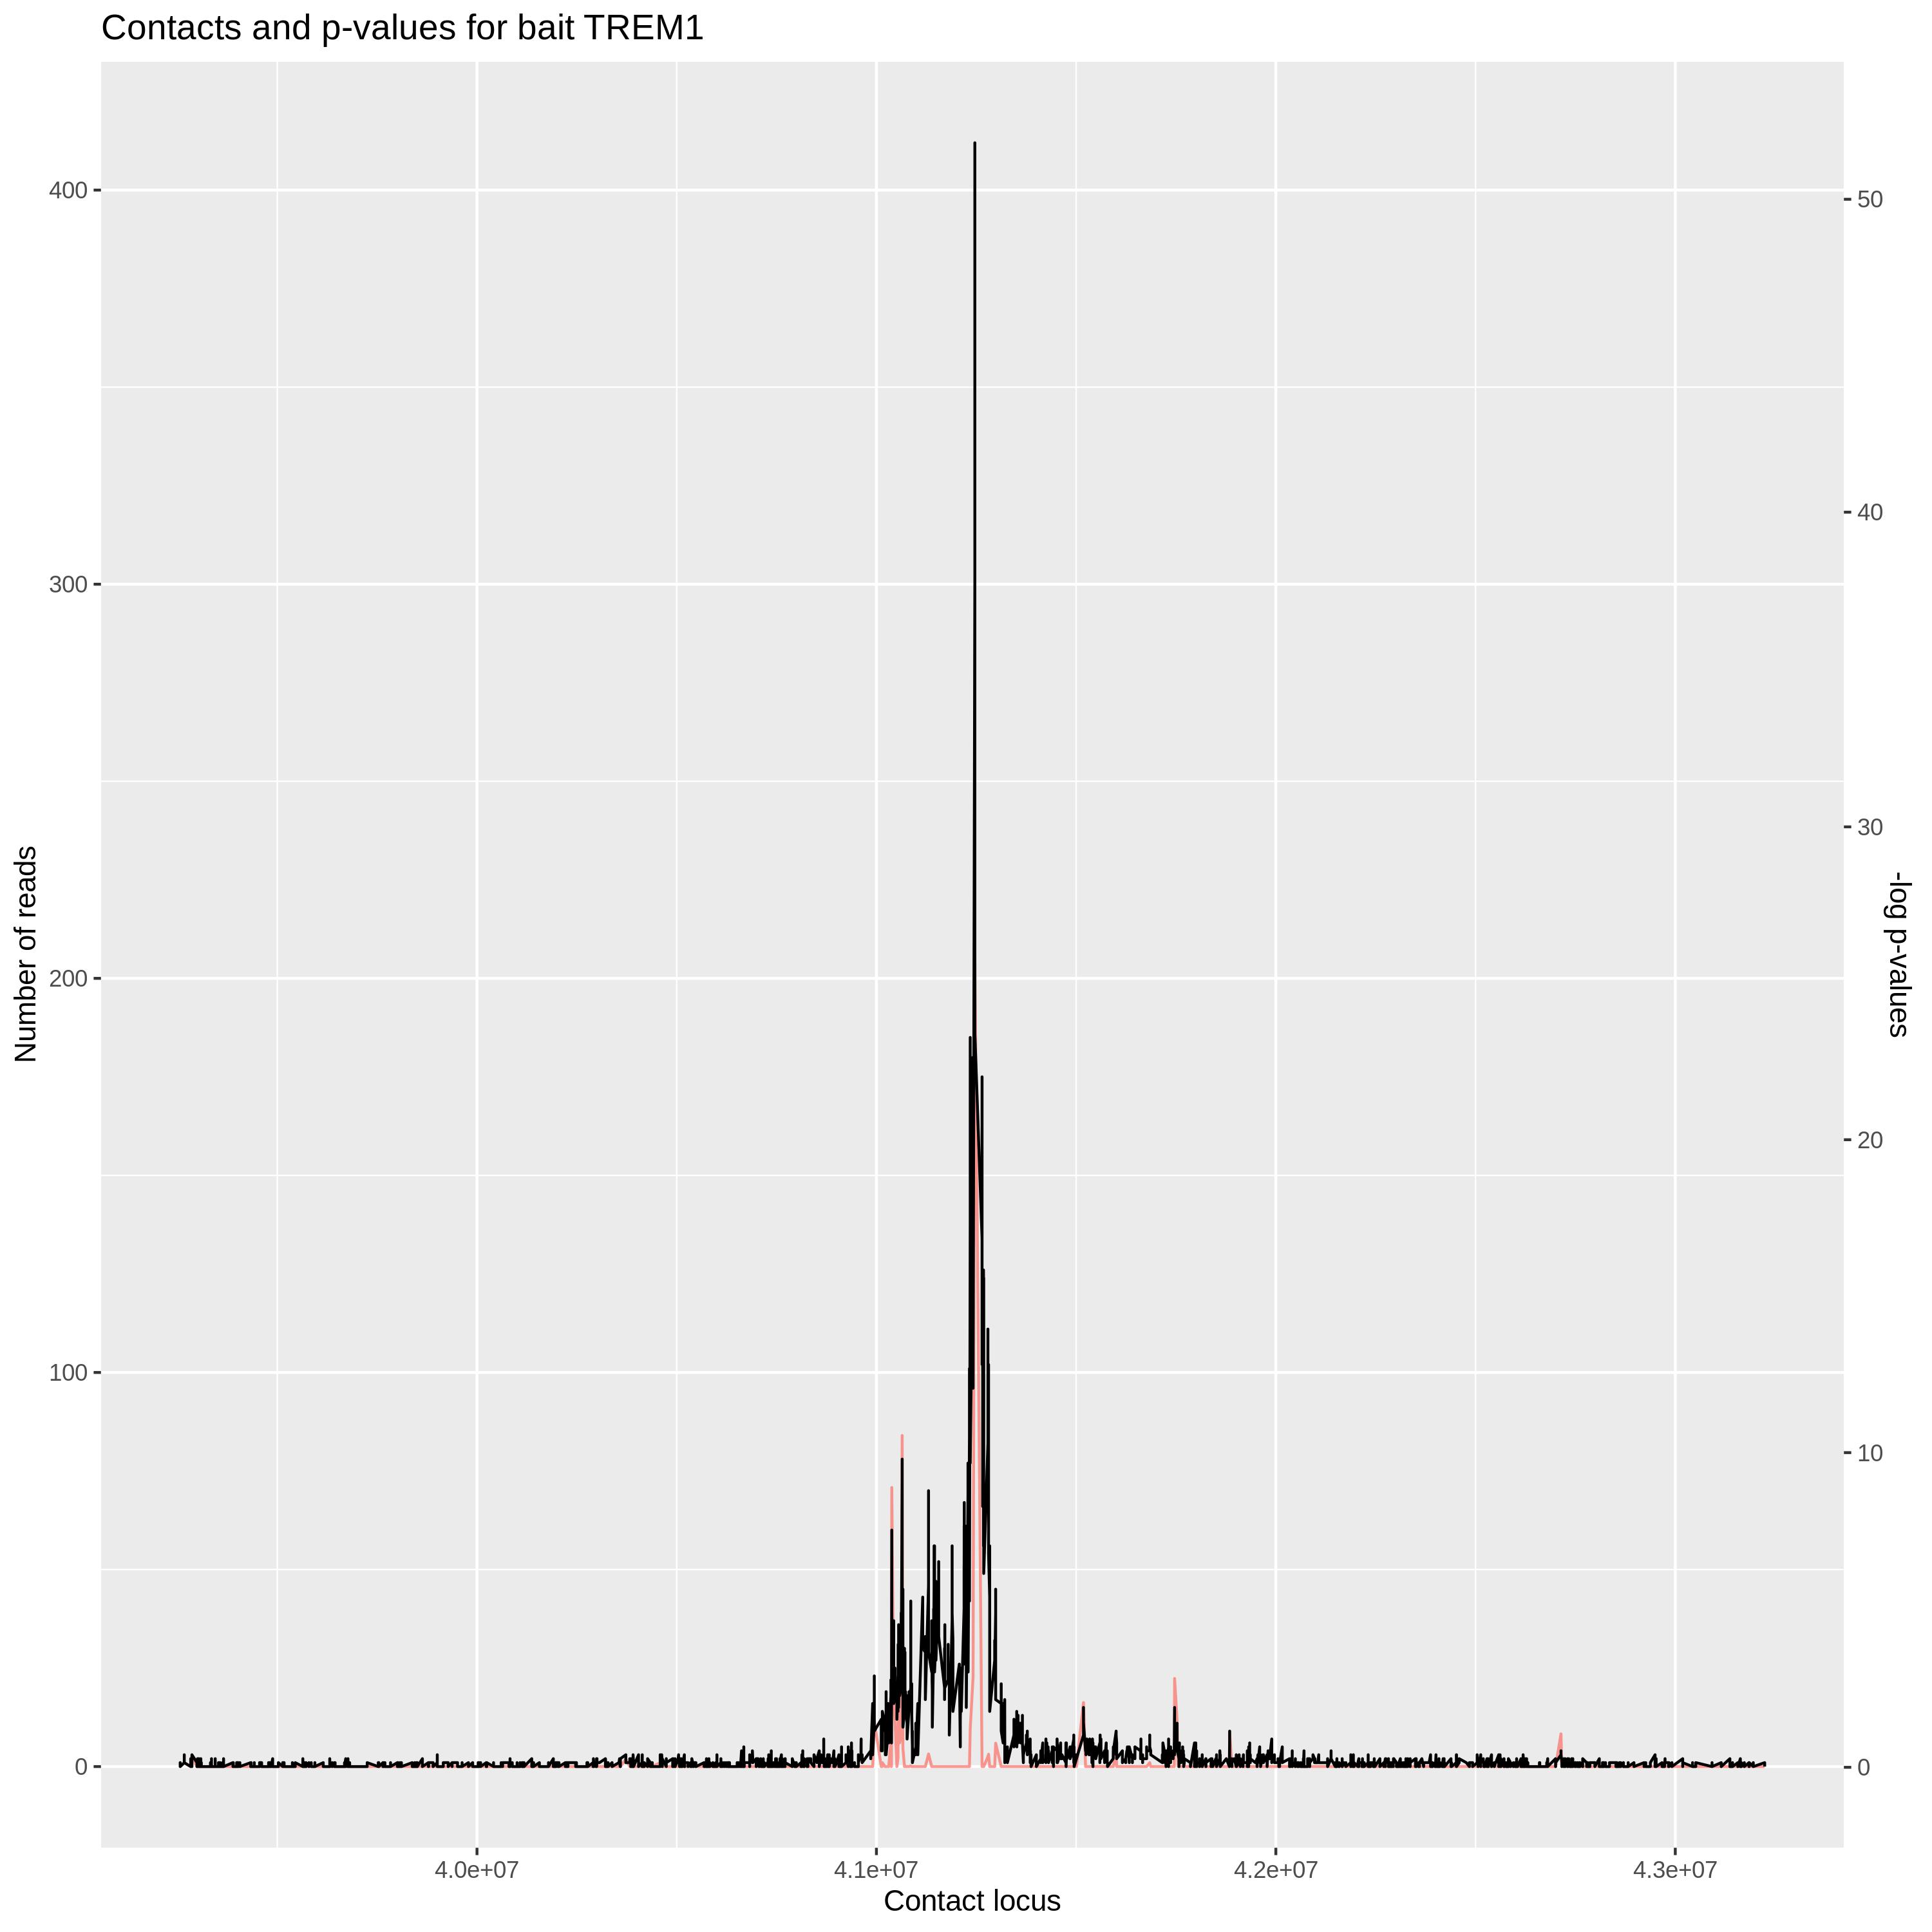 Contacts and p-values for bait TREM1
400
300
200
100
0
Number of reads
50
40
30
20
10
0
-log p-values
4.0e+07
4.1e+07
4.2e+07
4.3e+07
Contact locus